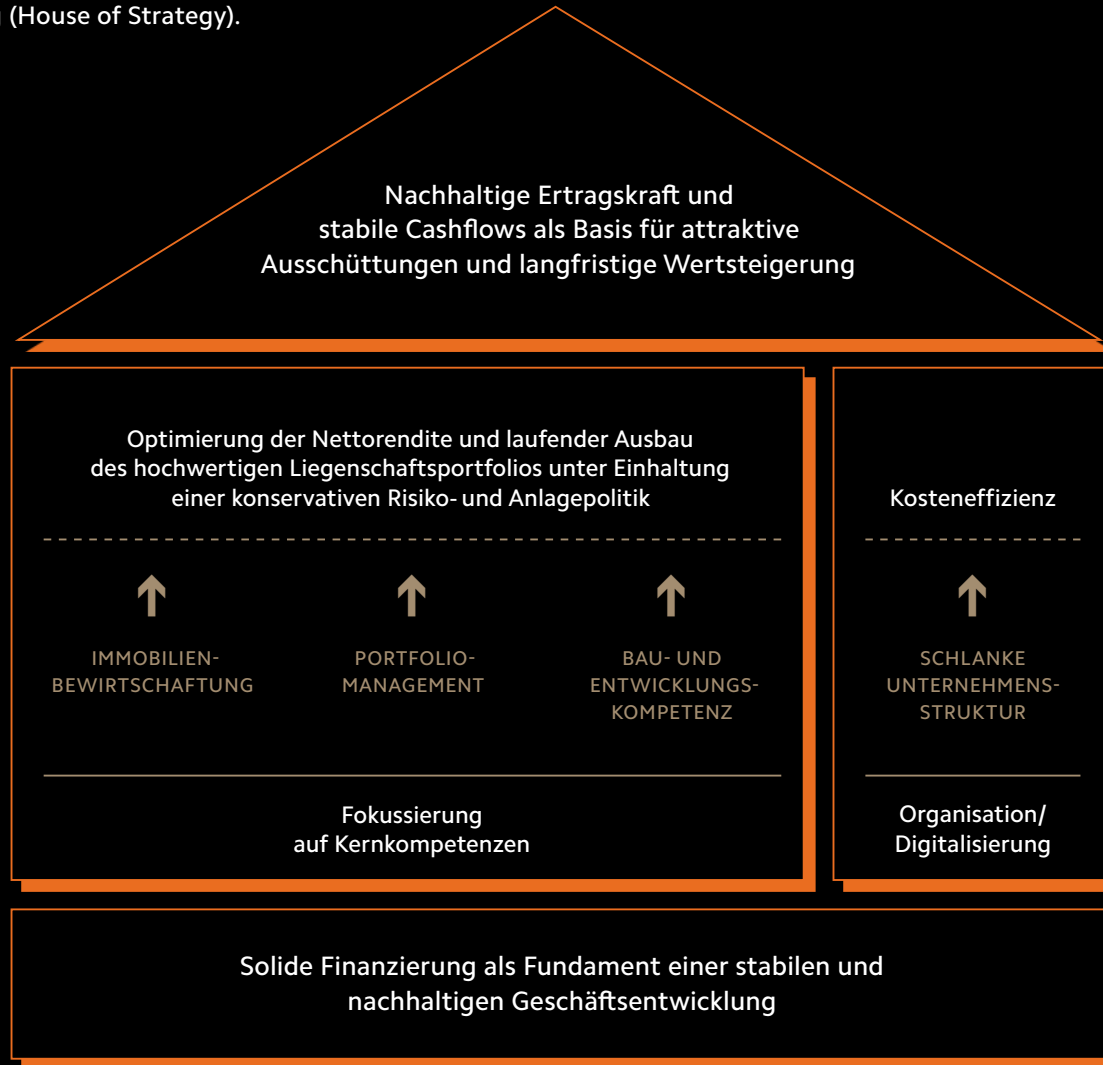 (House of Strategy).
Nachhaltige Ertragskraft und
stabile Cashflows als Basis für attraktive
Ausschüttungen und langfristige Wertsteigerung
Optimierung der Nettorendite und laufender Ausbau
des hochwertigen Liegenschaftsportfolios unter Einhaltung
einer konservativen Risiko- und Anlagepolitik
IMMOBILIEN-
BEWIRTSCHAFTUNG
PORTFOLIO-
MANAGEMENT
BAU- UND
ENTWICKLUNGS-
KOMPETENZ
Fokussierung
auf Kernkompetenzen
Kosteneffizienz
SCHLANKE
UNTERNEHMENS-
STRUKTUR
Organisation/
Digitalisierung
Solide Finanzierung als Fundament einer stabilen und
nachhaltigen Geschäftsentwicklung